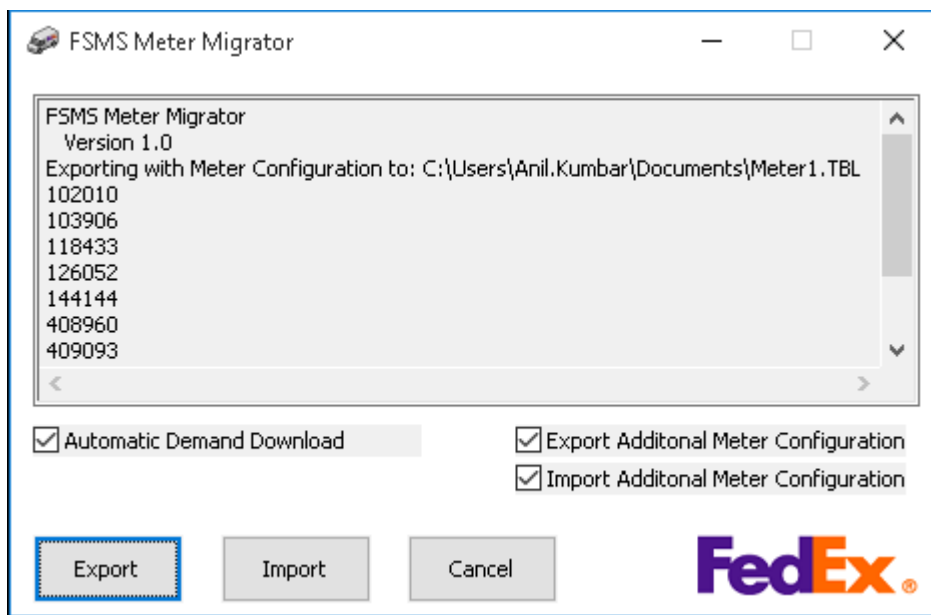 FSMS Meter Migrator
FSMS Meter Migrator
Version 1.0
Exporting with Meter Configuration to: C:\Users\Anil.Kumbar\Documents\Meter1.TBL
102010
103906
118433
126052
144144
408960
409093
Automatic Demand Download
Export Additonal Meter Configuration
Import Additonal Meter Configuration
Export
Import
Cancel
FedEx®